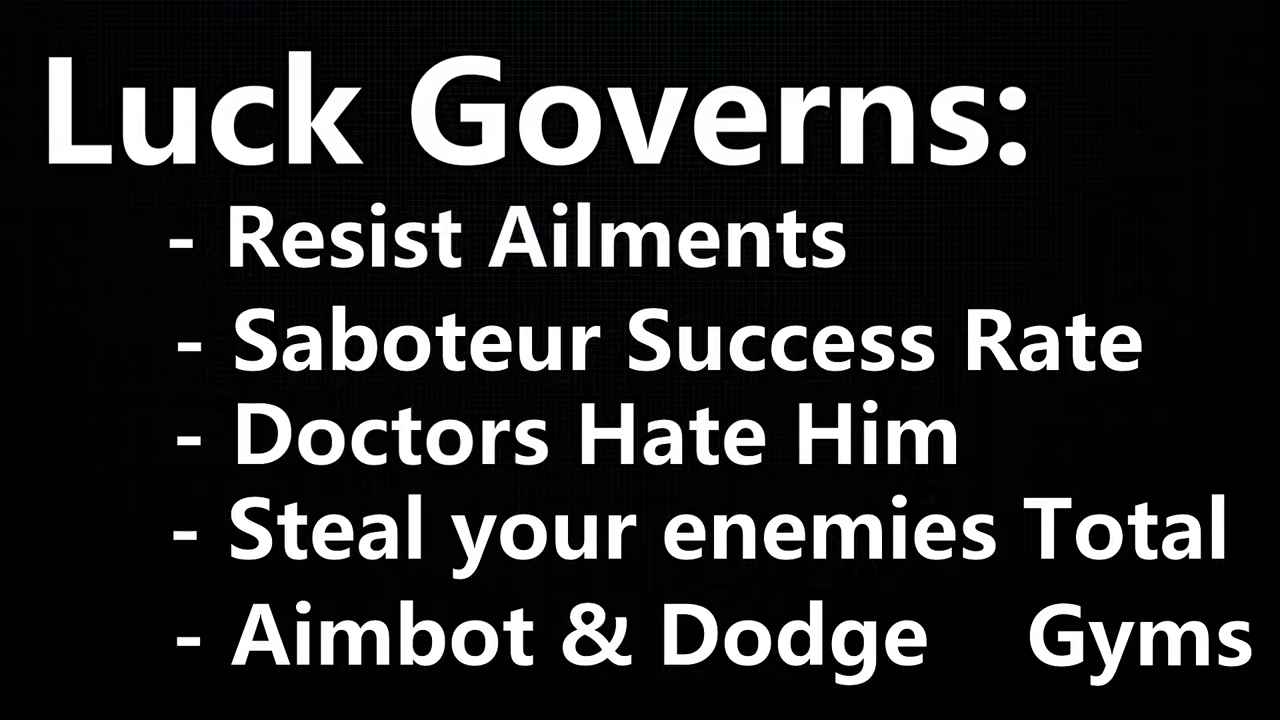 Luck Governs:
- Resist Ailments
- Saboteur Success Rate
- Doctors Hate Him
- Steal your enemies Total
- Aimbot & Dodge Gyms